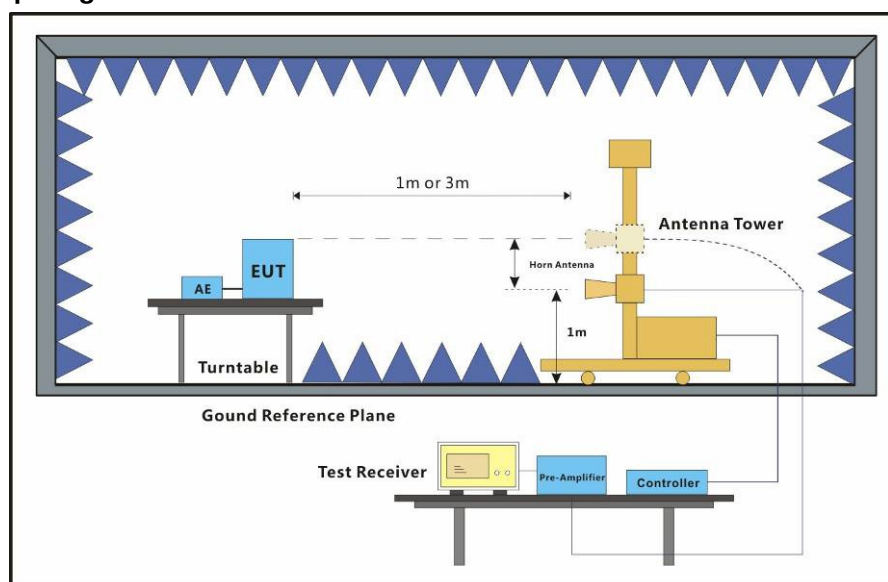 1m or 3m
Antenna Tower
Horn Antenna
EUT
AE
1m
Turntable
Gound Reference Plane
Test Receiver
Pre-Amplifier
Controller